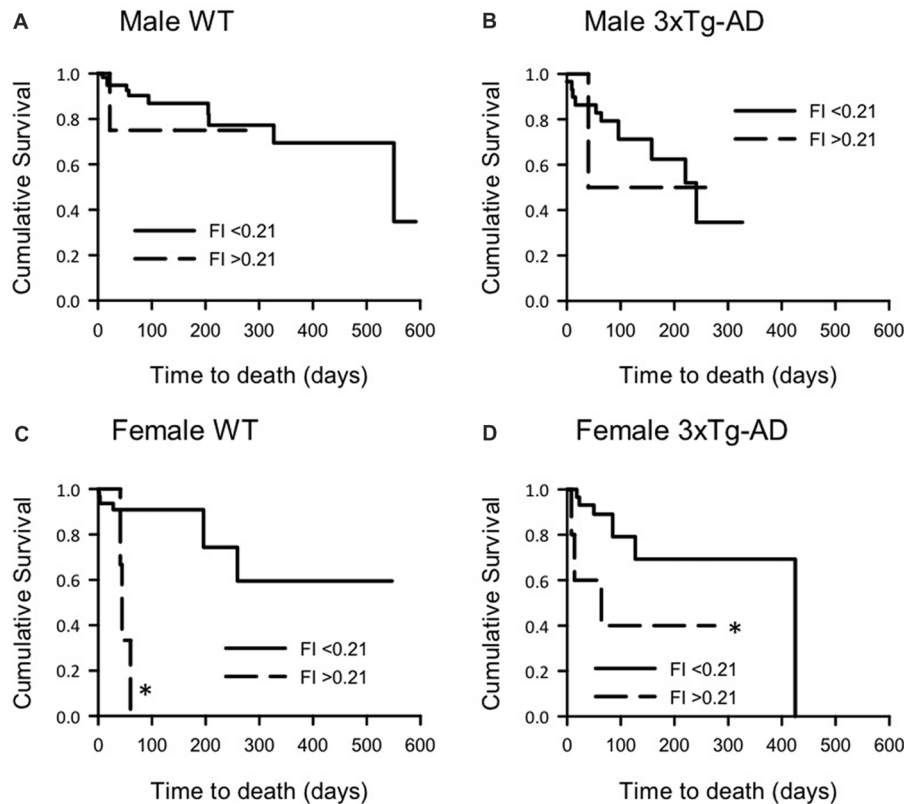 A Male WT
Cumulative Survival
1.0
0.8
0.6
0.4
0.2
0.0
FI <0.21
FI >0.21
0 100 200 300 400 500 600
Time to death (days)
B Male 3xTg-AD
Cumulative Survival
1.0
0.8
0.6
0.4
0.2
0.0
FI <0.21
FI >0.21
0 100 200 300 400 500 600
Time to death (days)
C Female WT
Cumulative Survival
1.0
0.8
0.6
0.4
0.2
0.0
FI <0.21
FI >0.21
*
0 100 200 300 400 500 600
Time to death (days)
D Female 3xTg-AD
Cumulative Survival
1.0
0.8
0.6
0.4
0.2
0.0
*
FI <0.21
FI >0.21
0 100 200 300 400 500 600
Time to death (days)